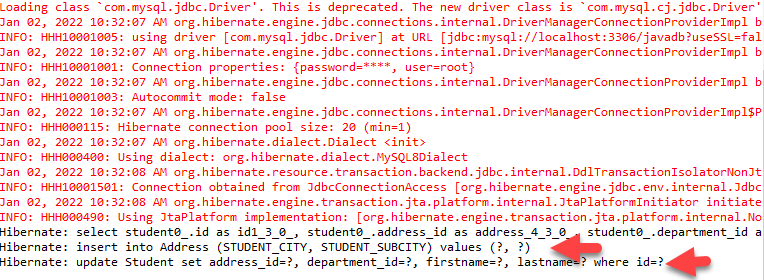 Loading class `com.mysql.jdbc.Driver'. This is deprecated. The new driver class is `com.mysql.cj.jdbc.Driver'
Jan 02, 2022 10:32:07 AM org.hibernate.engine.jdbc.connections.internal.DriverManagerConnectionProviderImpl b
INFO: HHH10001005: using driver [com.mysql.jdbc.Driver] at URL [jdbc:mysql://localhost:3306/javadb?useSSL=fal
Jan 02, 2022 10:32:07 AM org.hibernate.engine.jdbc.connections.internal.DriverManagerConnectionProviderImpl b
INFO: HHH10001001: Connection properties: {password=****, user=root}
Jan 02, 2022 10:32:07 AM org.hibernate.engine.jdbc.connections.internal.DriverManagerConnectionProviderImpl b
INFO: HHH10001003: Autocommit mode: false
Jan 02, 2022 10:32:07 AM org.hibernate.engine.jdbc.connections.internal.DriverManagerConnectionProviderImpl$P
INFO: HHH000115: Hibernate connection pool size: 20 (min=1)
Jan 02, 2022 10:32:07 AM org.hibernate.dialect.Dialect <init>
INFO: HHH000400: Using dialect: org.hibernate.dialect.MySQL8Dialect
Jan 02, 2022 10:32:08 AM org.hibernate.resource.transaction.backend.jdbc.internal.DdlTransactionIsolatorNonJt
INFO: HHH10001501: Connection obtained from JdbcConnectionAccess [org.hibernate.engine.jdbc.env.internal.Jdbc
Jan 02, 2022 10:32:08 AM org.hibernate.engine.transaction.jta.platform.internal.JtaPlatformInitiator initiate
INFO: HHH000490: Using JtaPlatform implementation: [org.hibernate.engine.transaction.jta.platform.internal.No
Hibernate: select student0_.id as id1_3_0_, student0_.address_id as address_4_3_0_, student0_.department_id a
Hibernate: insert into Address (STUDENT_CITY, STUDENT_SUBCITY) values (?, ?)
Hibernate: update Student set address_id=?, department_id=?, firstname=?, lastname=? where id=?